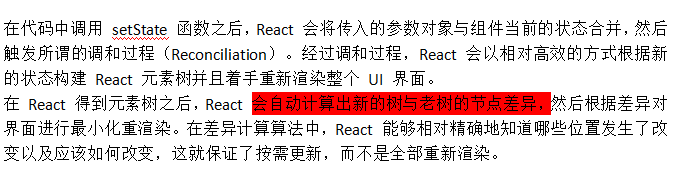 在代码中调用 setState 函数之后，React 会将传入的参数对象与组件当前的状态合并，然后
触发所谓的调和过程（Reconciliation）。经过调和过程，React 会以相对高效的方式根据新
的状态构建 React 元素树并且着手重新渲染整个 UI 界面。
在 React 得到元素树之后，React 会自动计算出新的树与老树的节点差异，然后根据差异对
界面进行最小化重渲染。在差异计算算法中，React 能够相对精确地知道哪些位置发生了改
变以及应该如何改变，这就保证了按需更新，而不是全部重新渲染。